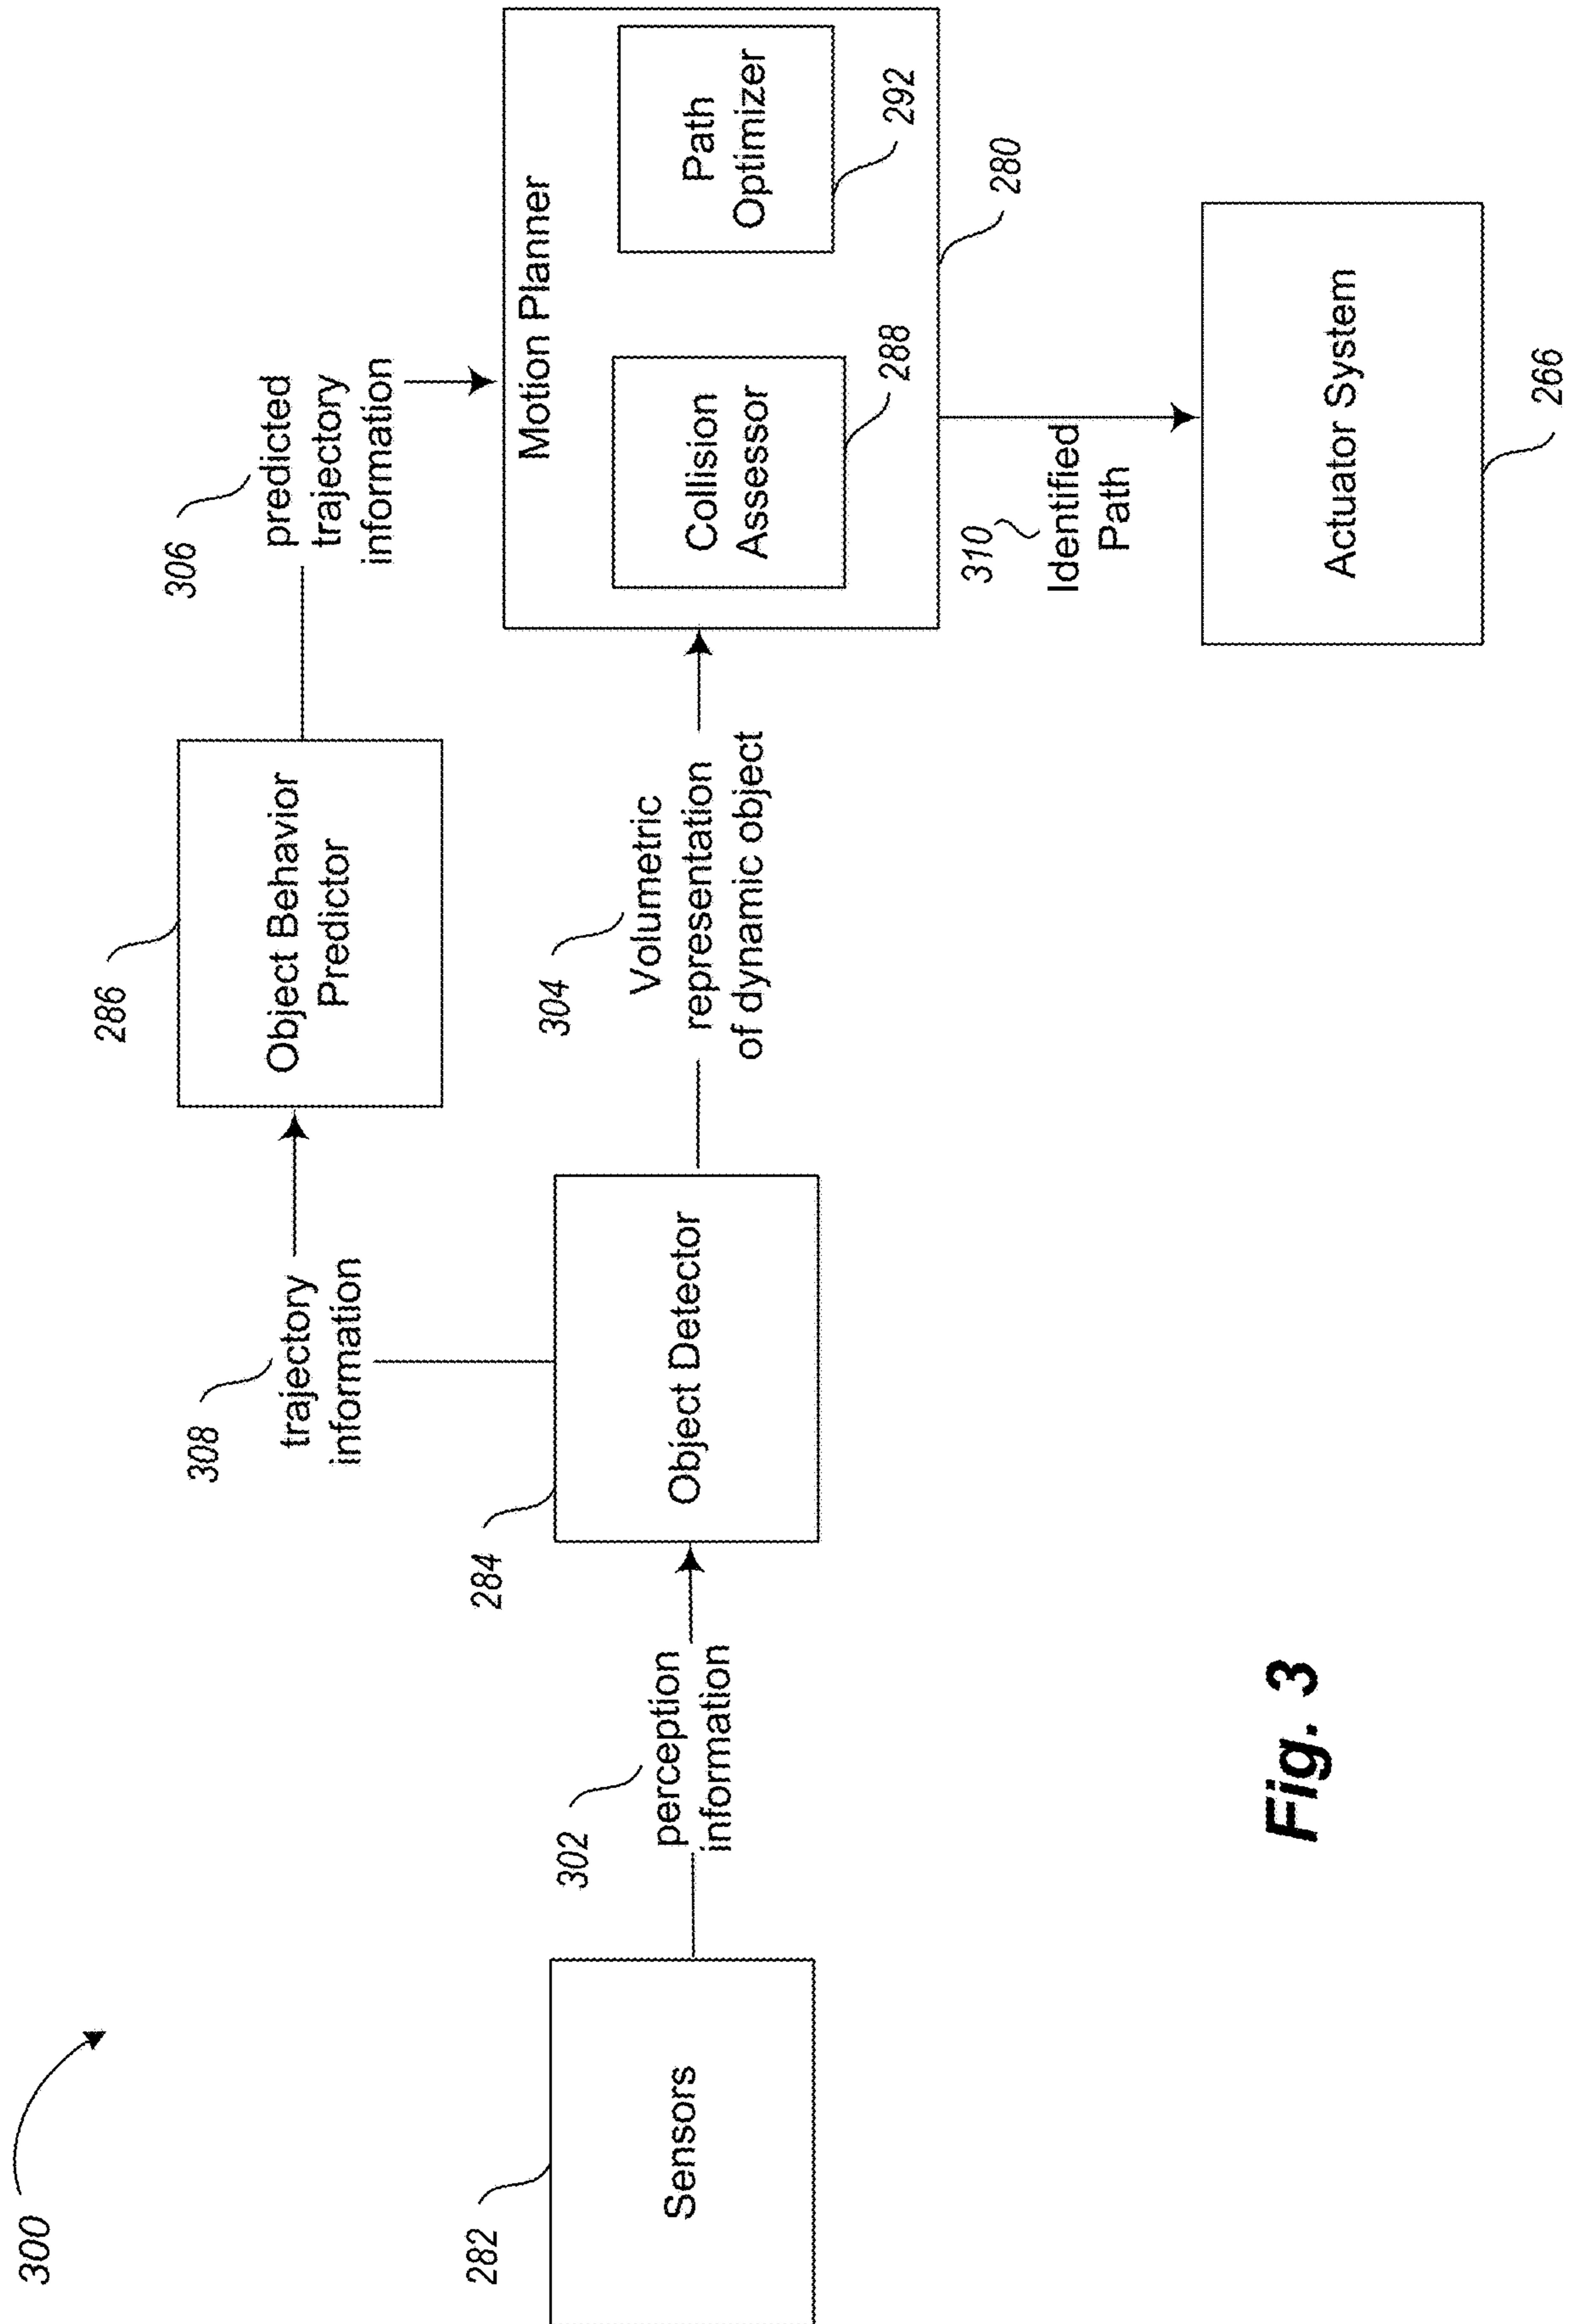 300
282
Sensors
302
perception
information
284
Object Detector
308
trajectory
information
286
Object Behavior
Predictor
304
Volumetric
representation
of dynamic object
306
predicted
trajectory
information
Motion Planner
Collision
Assessor
288
Path
Optimizer
292
280
310
Identified
Path
Actuator System
266
Fig. 3